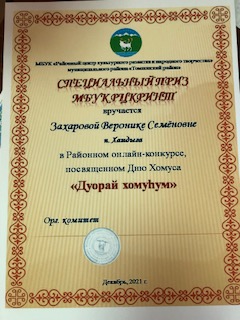 МБУК «Районный центр культурного развития и народного творчества»
муниципального района «Томпонский район»
СПЕЦИАЛЬНЫЙ ПРИЗ
МБУК РЦКРИНТ
вручается
Захаровой Веронике Семёновне
п. Хандыга
в Районном онлайн-конкурсе,
посвященном Дню Хомуса
«Дуорай хомуһум»
Орг. комитет
Декабрь, 2021 г